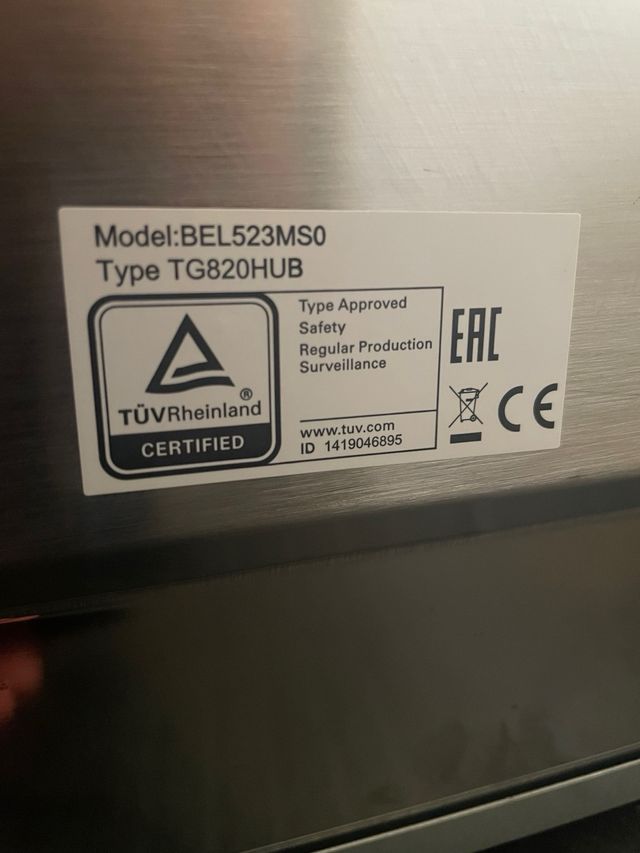 Model:BEL523MS0
Type TG820HUB
Type Approved
Safety
Regular Production
Surveillance
www.tuv.com
ID 1419046895
TÜVRheinland®
CERTIFIED
EAC
CE